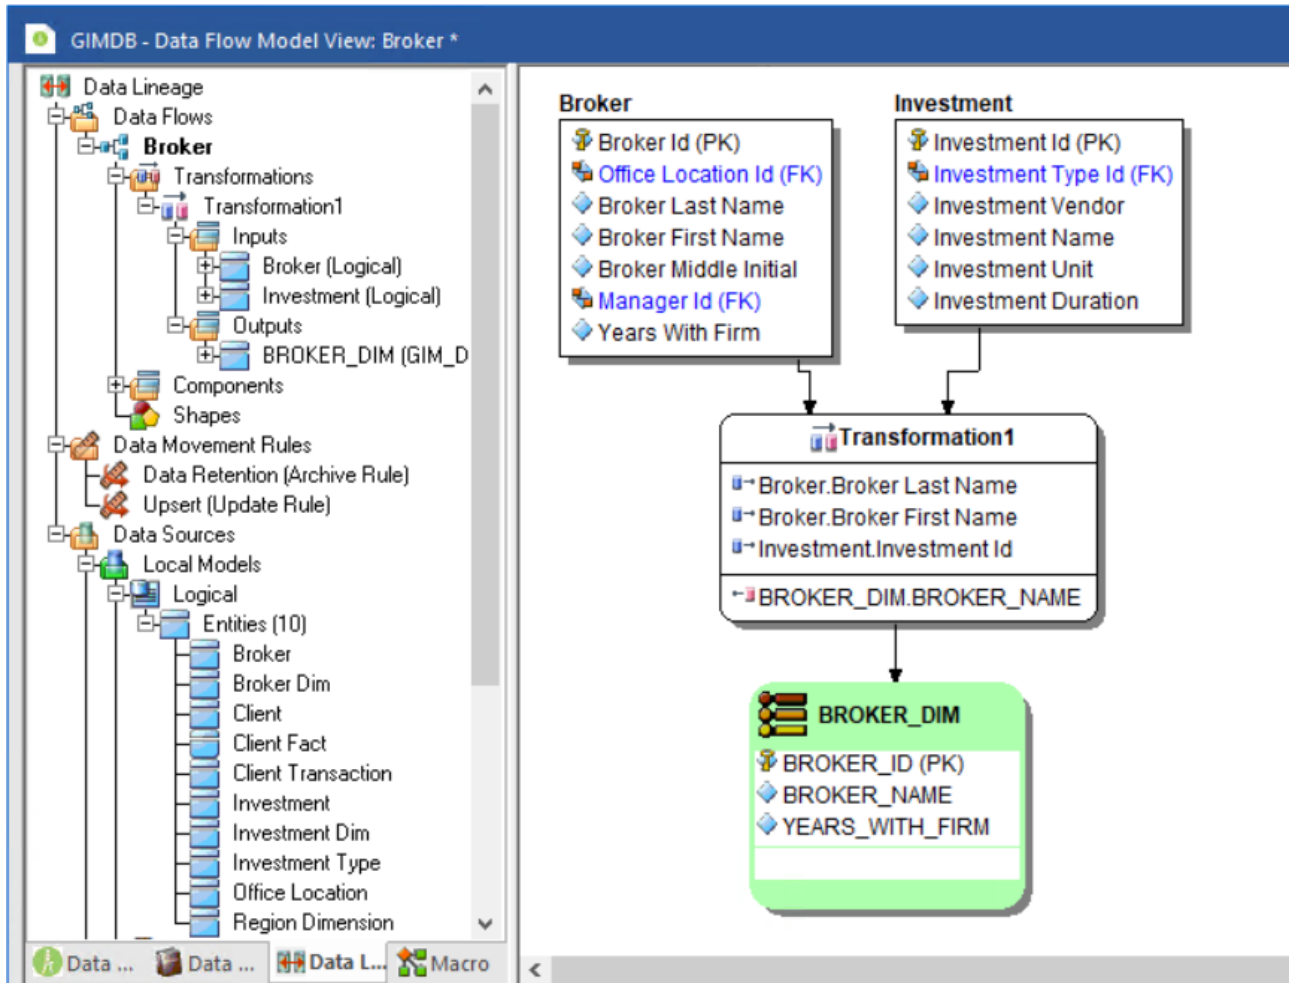 GIMDB - Data Flow Model View: Broker *
Data Lineage
Data Flows
Broker
Transformations
Transformation1
Inputs
Broker (Logical)
Investment (Logical)
Outputs
BROKER_DIM (GIM_D
Components
Shapes
Data Movement Rules
Data Retention (Archive Rule)
Upsert (Update Rule)
Data Sources
Local Models
Logical
Entities (10)
Broker
Broker Dim
Client
Client Fact
Client Transaction
Investment
Investment Dim
Investment Type
Office Location
Region Dimension
Data ...
Data ...
Data L...
Macro
Broker
Broker Id (PK)
Office Location Id (FK)
Broker Last Name
Broker First Name
Broker Middle Initial
Manager Id (FK)
Years With Firm
Investment
Investment Id (PK)
Investment Type Id (FK)
Investment Vendor
Investment Name
Investment Unit
Investment Duration
Transformation1
Broker.Broker Last Name
Broker.Broker First Name
Investment.Investment Id
BROKER_DIM.BROKER_NAME
BROKER_DIM
BROKER_ID (PK)
BROKER_NAME
YEARS_WITH_FIRM